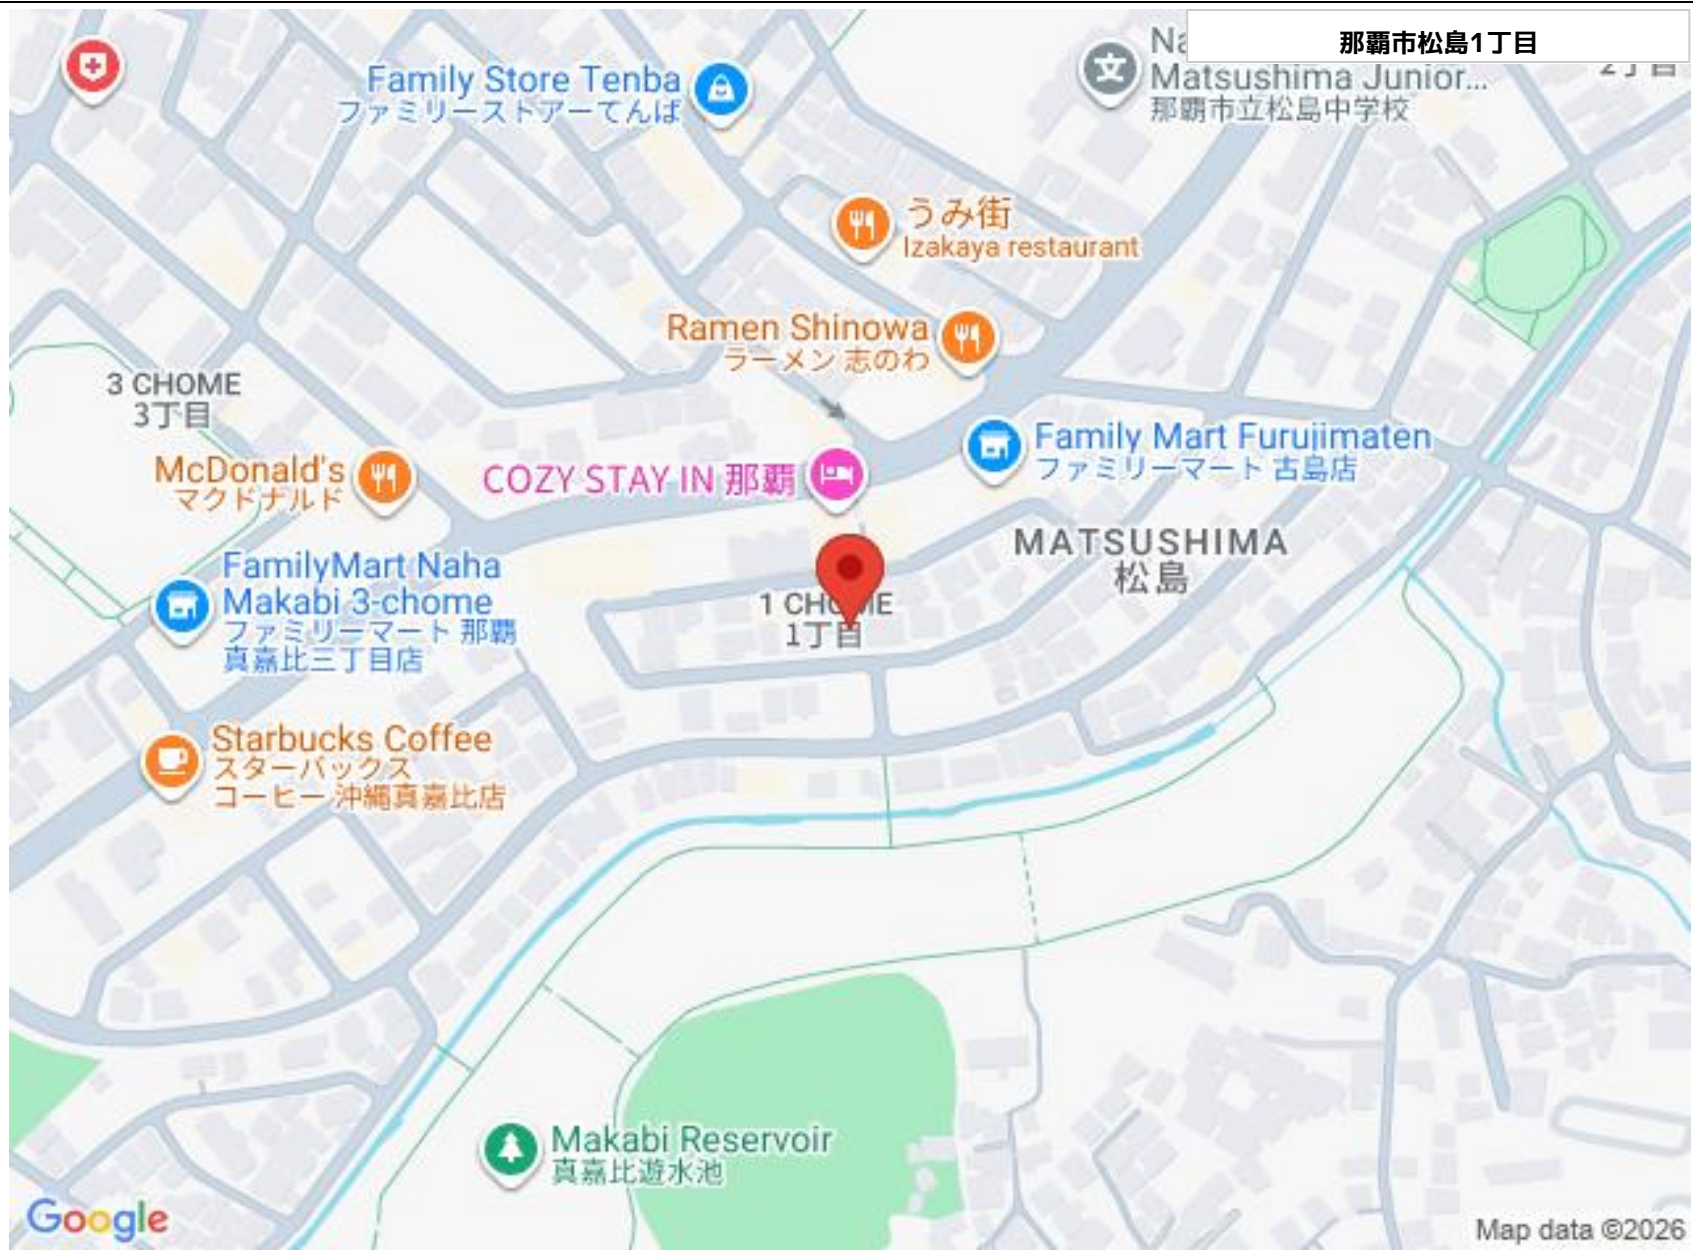 那覇市松島1丁目
Matsushima Junior...
那覇市立松島中学校
Family Store Tenba
ファミリーストアーてんば
うみ街
Izakaya restaurant
Ramen Shinowa
ラーメン 志のわ
3 CHOME
3丁目
McDonald's
マクドナルド
COZY STAY IN 那覇
Family Mart Furujimaten
ファミリーマート 古島店
MATSUSHIMA
松島
FamilyMart Naha
Makabi 3-chome
ファミリーマート 那覇
真嘉比三丁目店
1 CHOME
1丁目
Starbucks Coffee
スターバックス
コーヒー 沖縄真嘉比店
Makabi Reservoir
真嘉比遊水池
Google
Map data ©2026